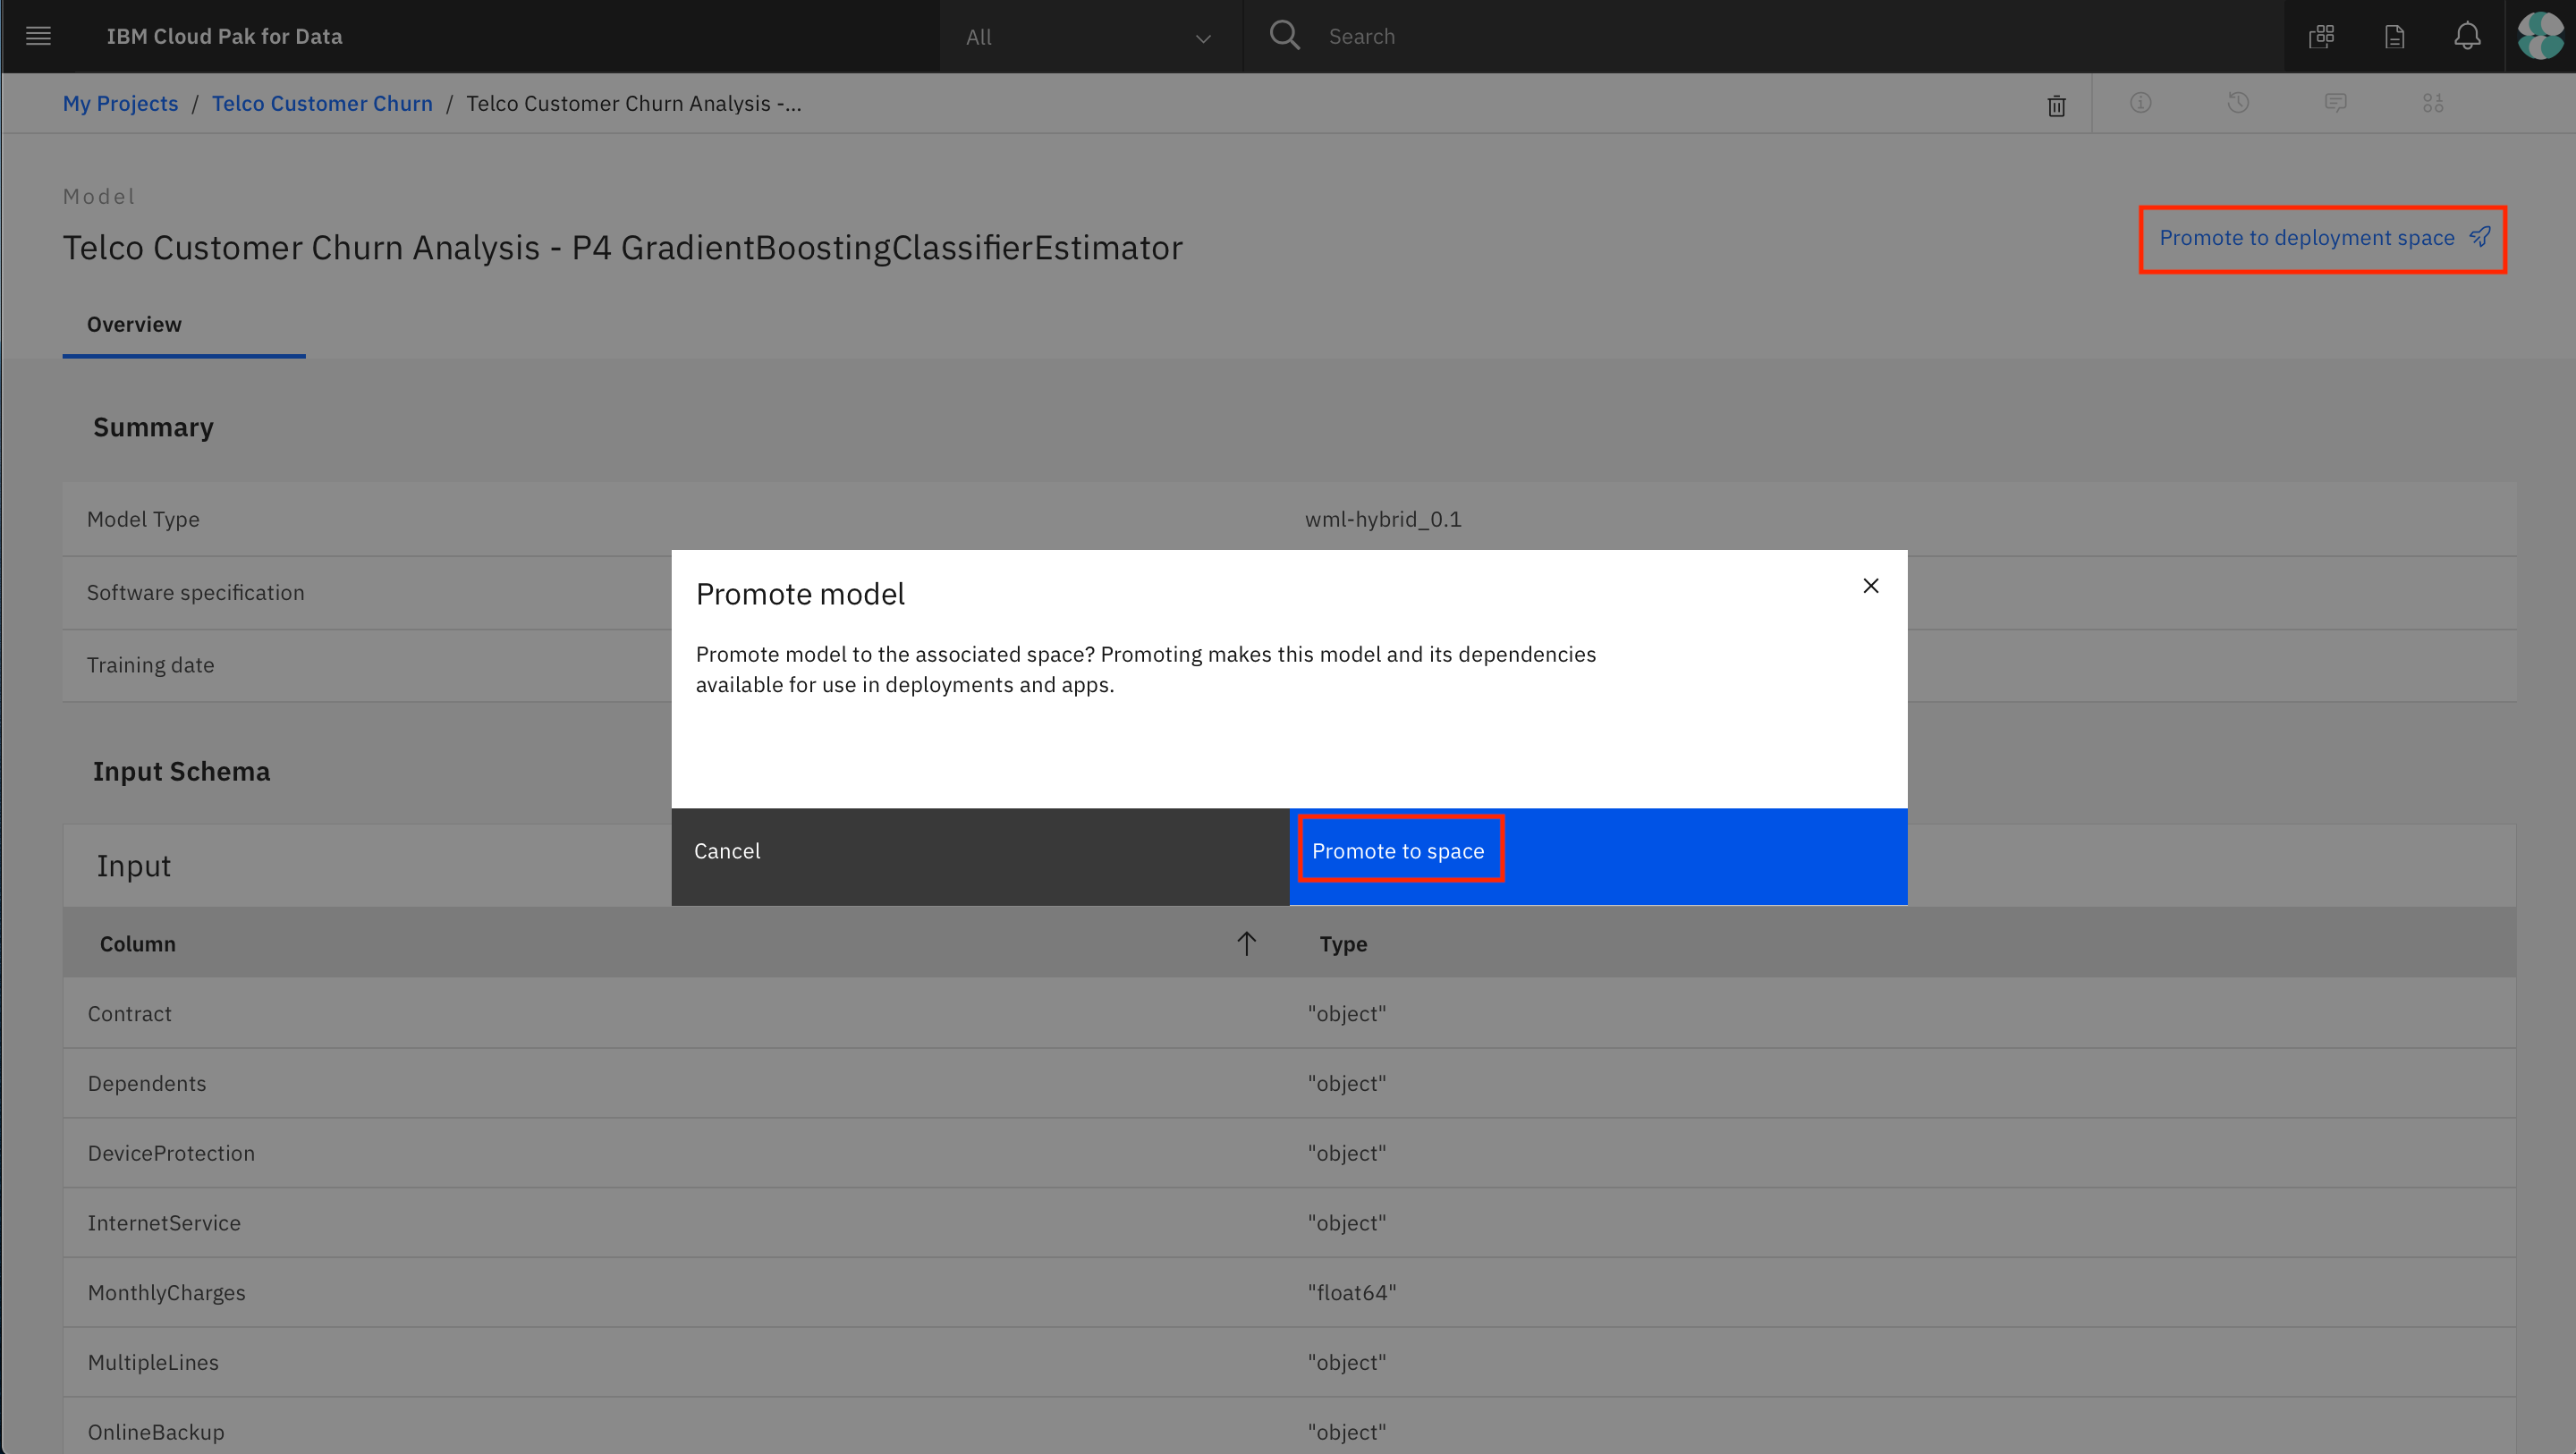 IBM Cloud Pak for Data
All
Search
My Projects / Telco Customer Churn / Telco Customer Churn Analysis -...
Model
Telco Customer Churn Analysis - P4 GradientBoostingClassifierEstimator
Promote to deployment space
Overview
Summary
Model Type wml-hybrid_0.1
Software specification
Training date
Promote model
Promote model to the associated space? Promoting makes this model and its dependencies
available for use in deployments and apps.
Cancel
Promote to space
Input Schema
Input
Column Type
Contract "object"
Dependents "object"
DeviceProtection "object"
InternetService "object"
MonthlyCharges "float64"
MultipleLines "object"
OnlineBackup "object"